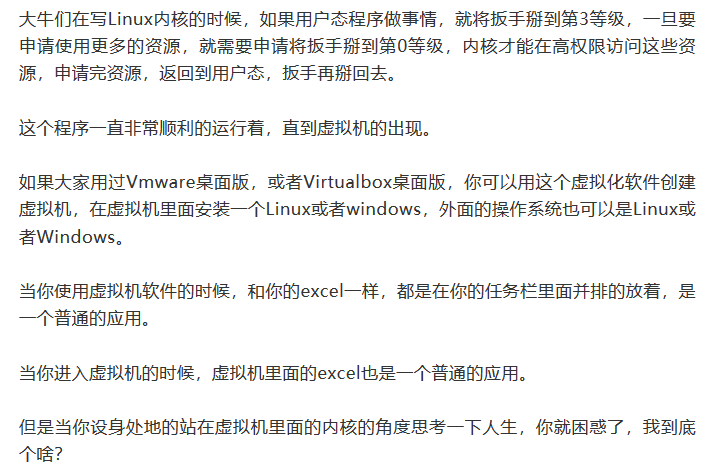 大牛们在写Linux内核的时候，如果用户态程序做事情，就将扳手掰到第3等级，一旦要
申请使用更多的资源，就需要申请将扳手掰到第0等级，内核才能在高权限访问这些资
源，申请完资源，返回到用户态，扳手再掰回去。
这个程序一直非常顺利的运行着，直到虚拟机的出现。
如果大家用过Vmware桌面版，或者Virtualbox桌面版，你可以用这个虚拟化软件创建
虚拟机，在虚拟机里面安装一个Linux或者windows，外面的操作系统也可以是Linux或
者Windows。
当你使用虚拟机软件的时候，和你的excel一样，都是在你的任务栏里面并排的放着，是
一个普通的应用。
当你进入虚拟机的时候，虚拟机里面的excel也是一个普通的应用。
但是当你设身处地的站在虚拟机里面的内核的角度思考一下人生，你就困惑了，我到底
个啥？